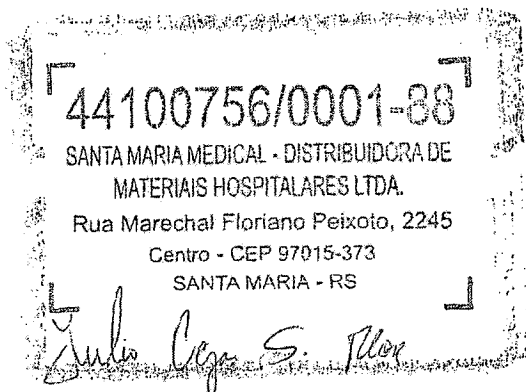 44100756/0001-88
SANTA MARIA MEDICAL - DISTRIBUIDORA DE
MATERIAIS HOSPITALARES LTDA.
Rua Marechal Floriano Peixoto, 2245
Centro - CEP 97015-373
SANTA MARIA - RS
S.